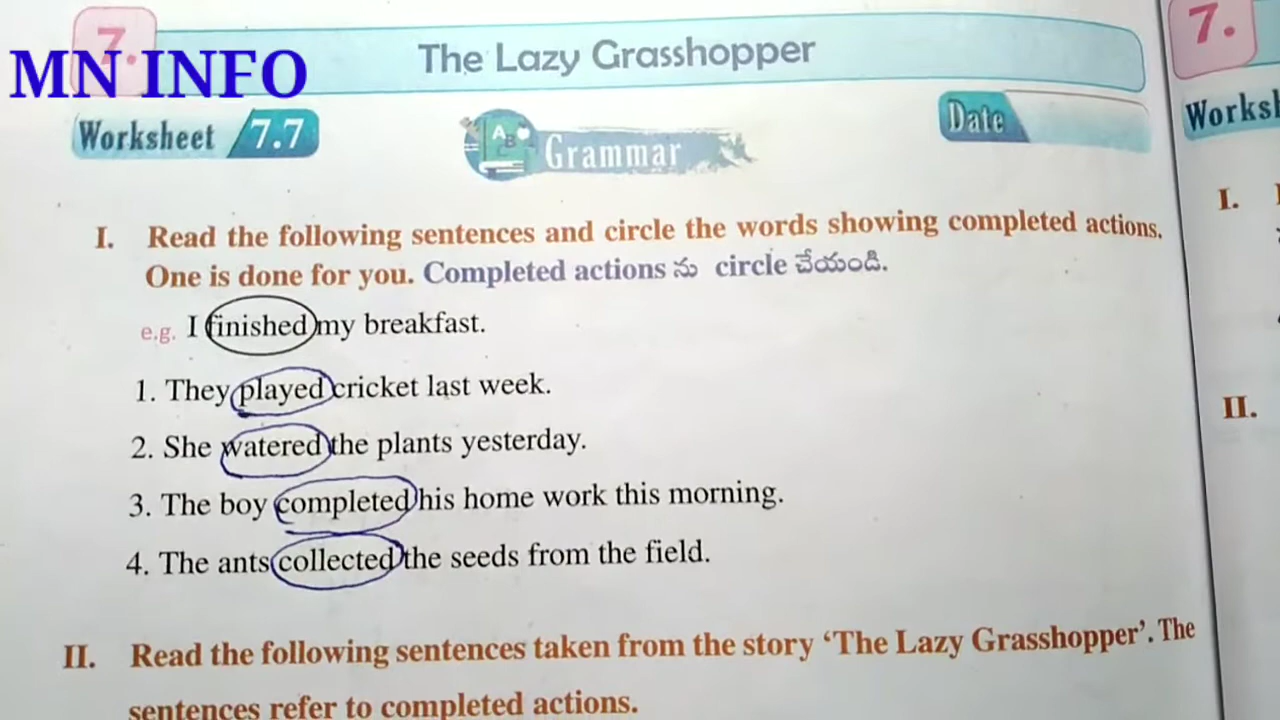 7.
MN INFO
The Lazy Grasshopper
7.
Worksheet 7.7
Grammar
Date
I. Read the following sentences and circle the words showing completed actions.
One is done for you. Completed actions ను circle చేయండి.
e.g. I finished my breakfast.
1. They played cricket last week.
2. She watered the plants yesterday.
3. The boy completed his home work this morning.
4. The ants collected the seeds from the field.
II. Read the following sentences taken from the story ‘The Lazy Grasshopper’. The
sentences refer to completed actions.
I.
II.